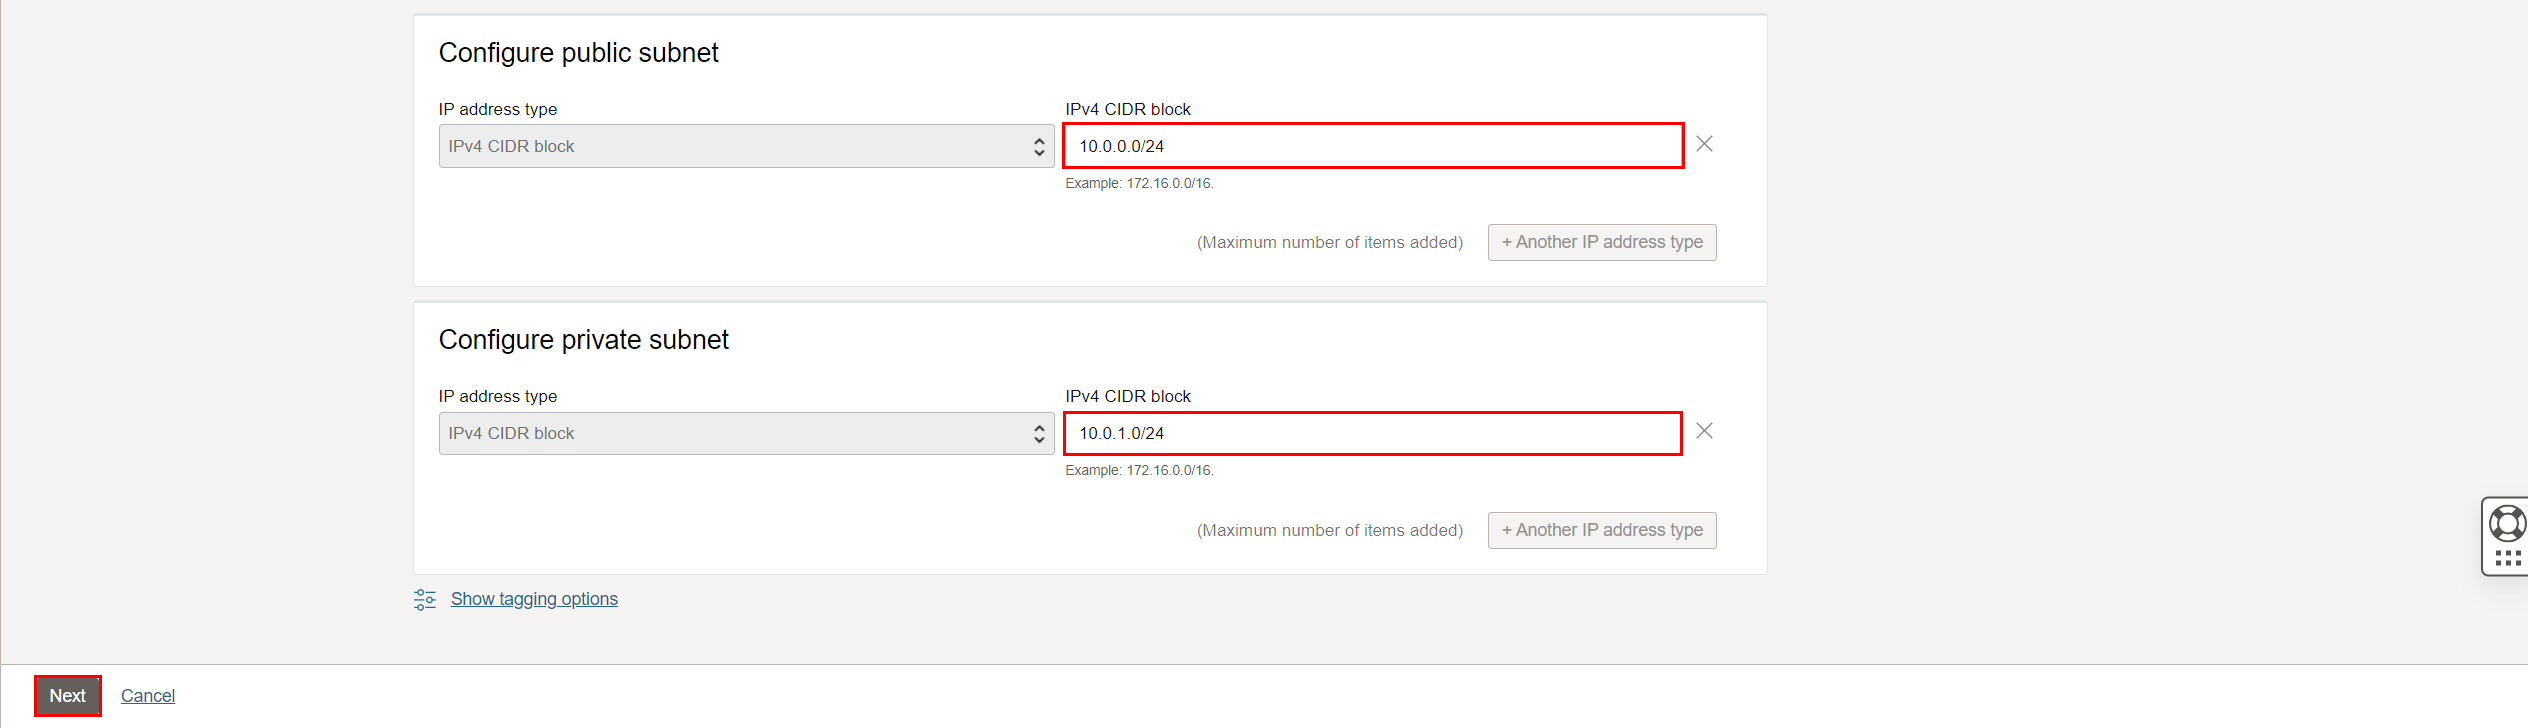 Configure public subnet
IP address type
IPv4 CIDR block
IPv4 CIDR block
10.0.0.0/24
Example: 172.16.0.0/16.
(Maximum number of items added)
+ Another IP address type
Configure private subnet
IP address type
IPv4 CIDR block
IPv4 CIDR block
10.0.1.0/24
Example: 172.16.0.0/16.
(Maximum number of items added)
+ Another IP address type
Show tagging options
Next
Cancel